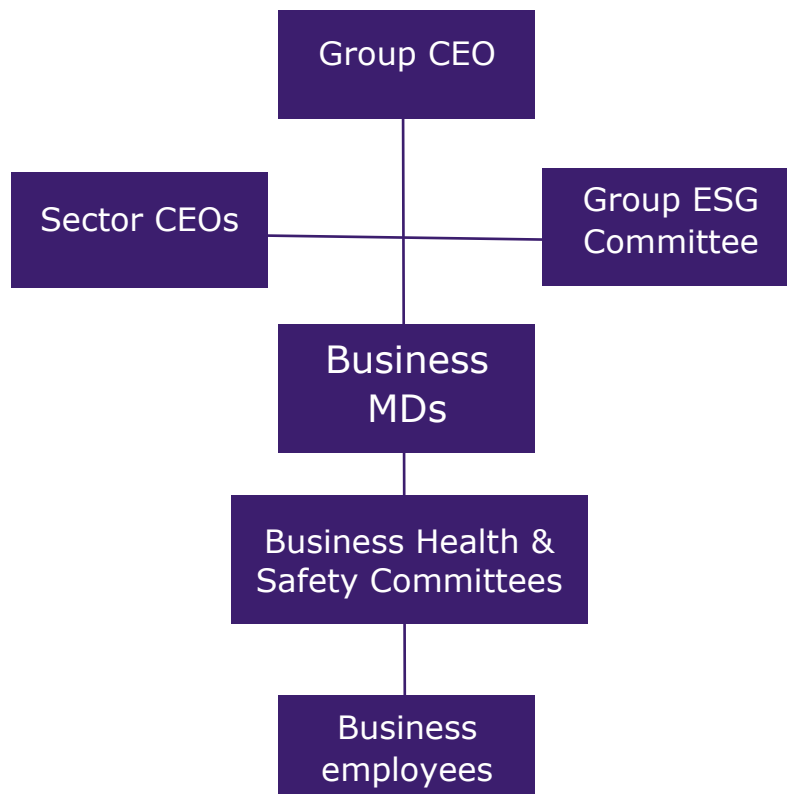 Group CEO
Sector CEOs
Group ESG
Committee
Business
MDs
Business Health &
Safety Committees
Business
employees